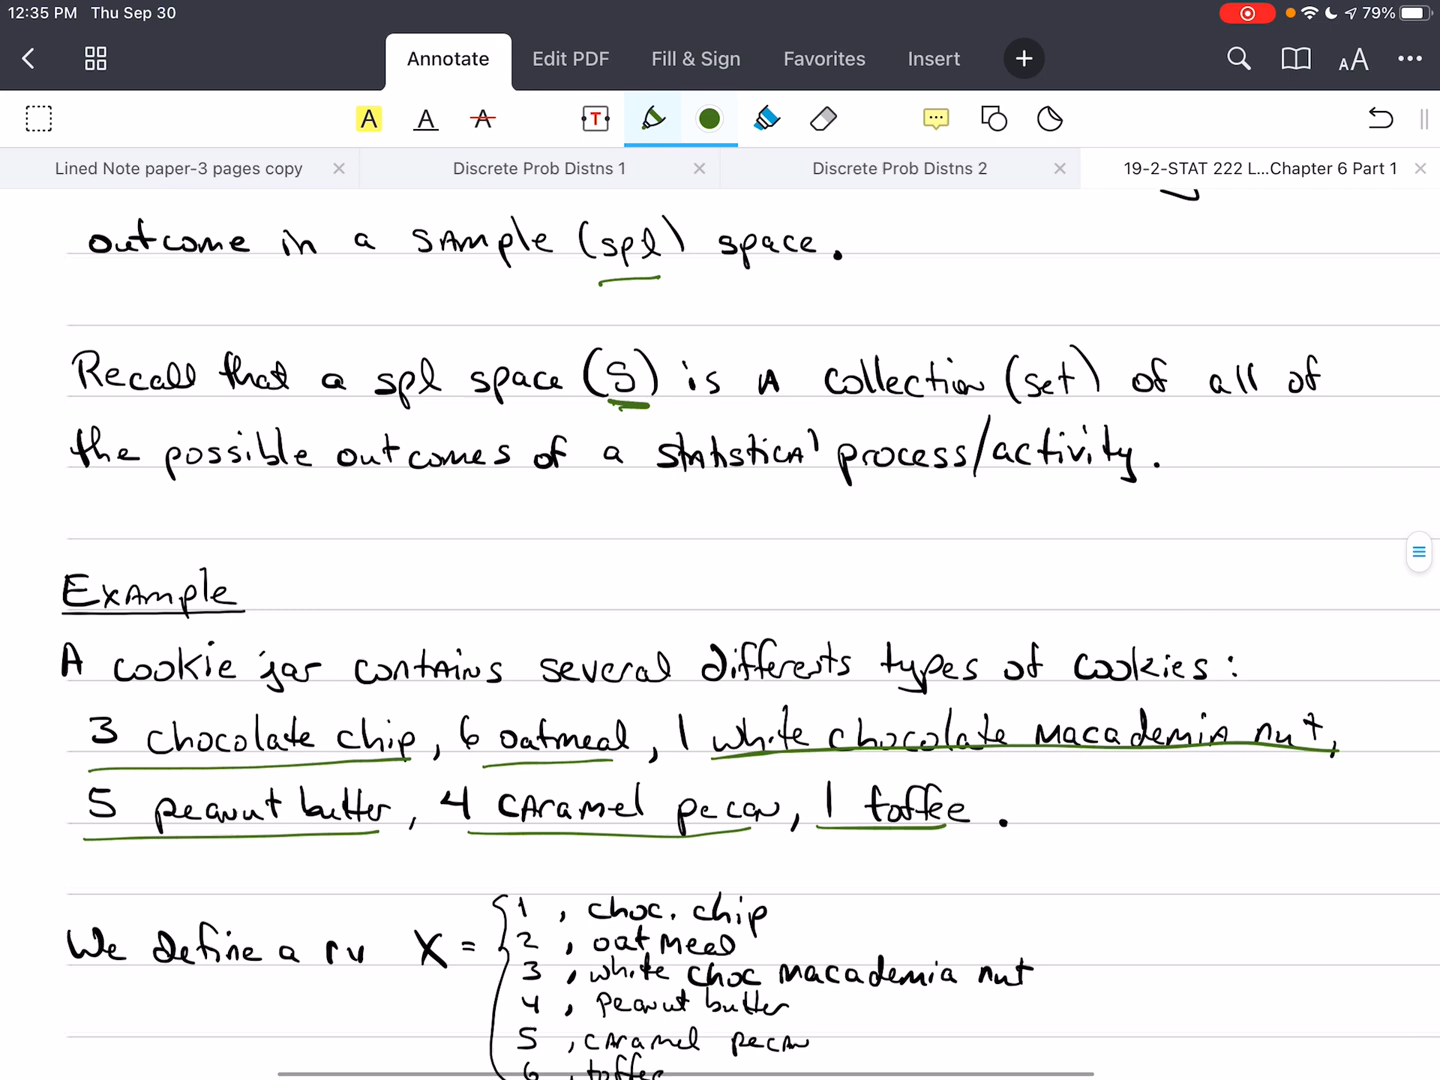 12:35 PM Thu Sep 30
79%
Annotate Edit PDF Fill & Sign Favorites Insert
A A A T AA
Lined Note paper-3 pages copy Discrete Prob Distns 1 Discrete Prob Distns 2 19-2-STAT 222 L...Chapter 6 Part 1
outcome in a sample (spl) space.
Recall that a spl space (S) is a collection (set) of all of
the possible outcomes of a statistical process/activity.
Example
A cookie jar contains several differents types of cookies:
3 chocolate chip, 6 oatmeal, 1 white chocolate macademia nut,
5 peanut butter, 4 caramel pecan, 1 toffee.
We define a rv X =
1, choc. chip
2, oatmeal
3, white choc macademia nut
4, peanut butter
5, caramel pecan
6, toffee